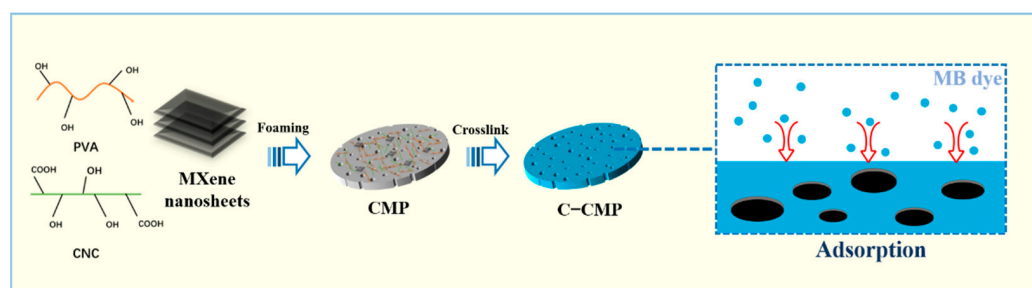 OH
OH
OH
OH
PVA
COOH
OH
OH
OH
COOH
CNC
MXene
nanosheets
Foaming
CMP
Crosslink
C−CMP
MB dye
Adsorption